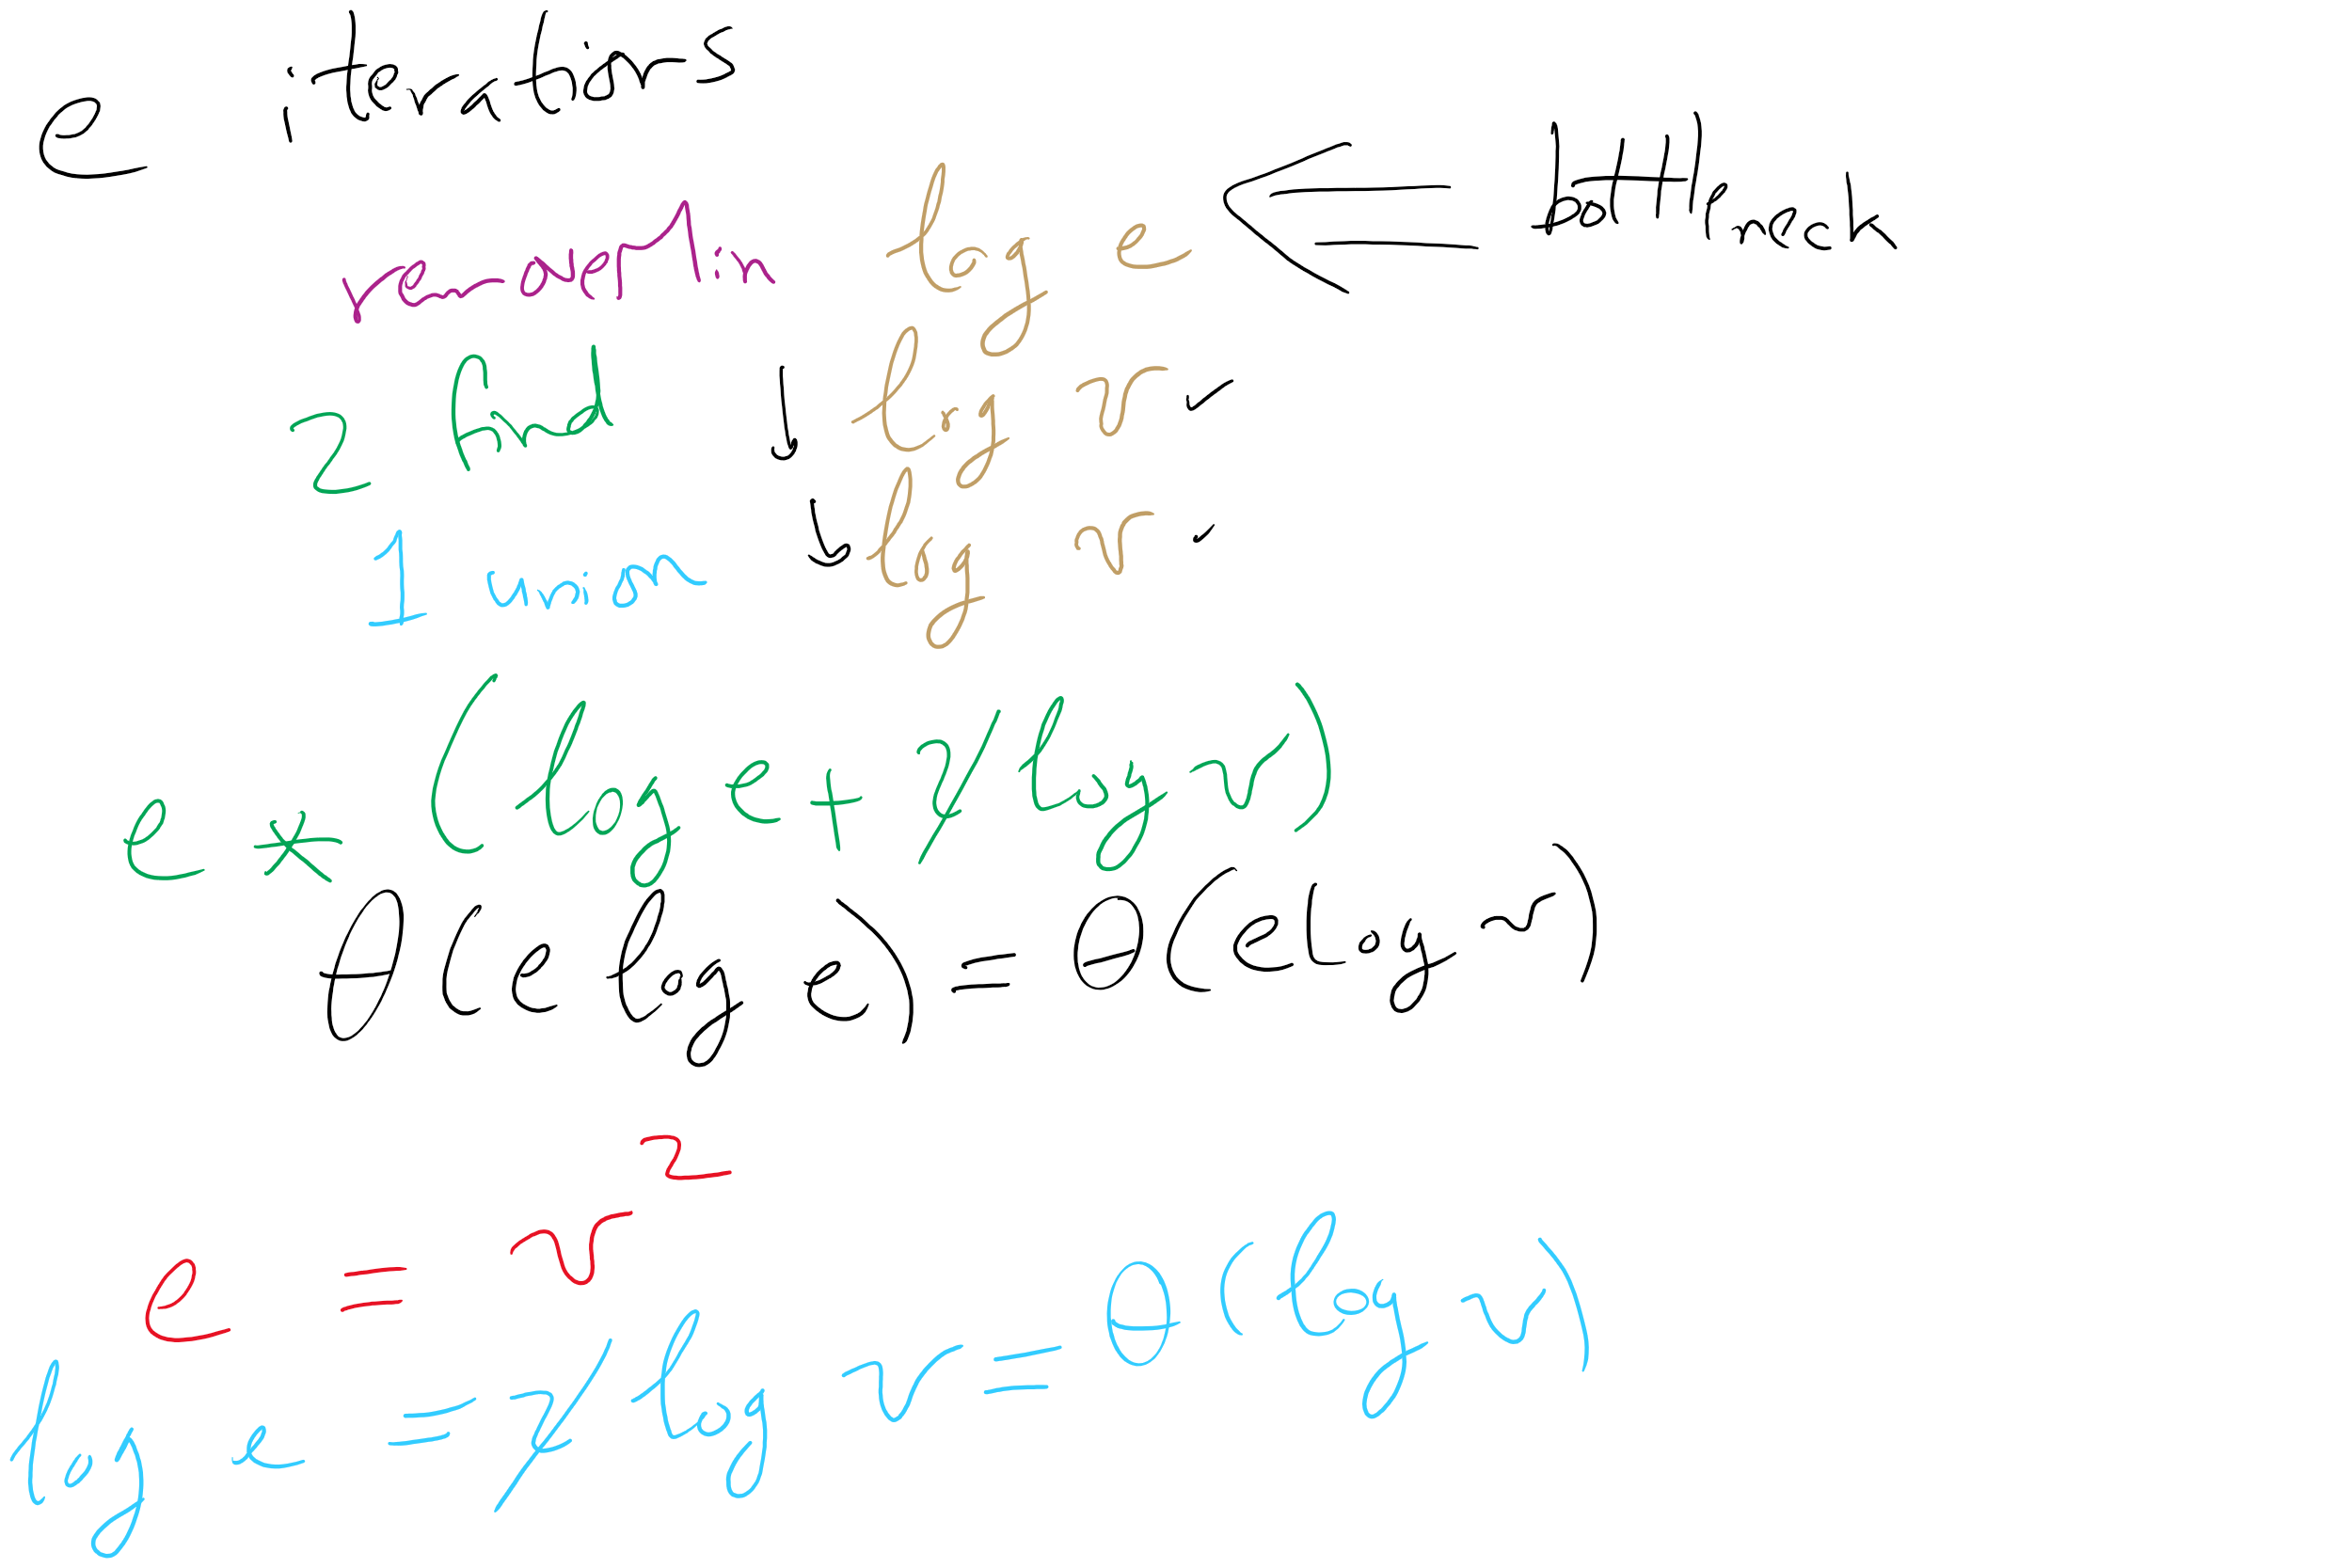 e iterations
removeMin log e ⇐ bottleneck
2 find ↓ log v ✓
1 union ↓ log v ✓
e * (log e + 2 log v)
θ(e log e) = θ(e log v)
e = v²
log e = 2 log v = θ(log v)